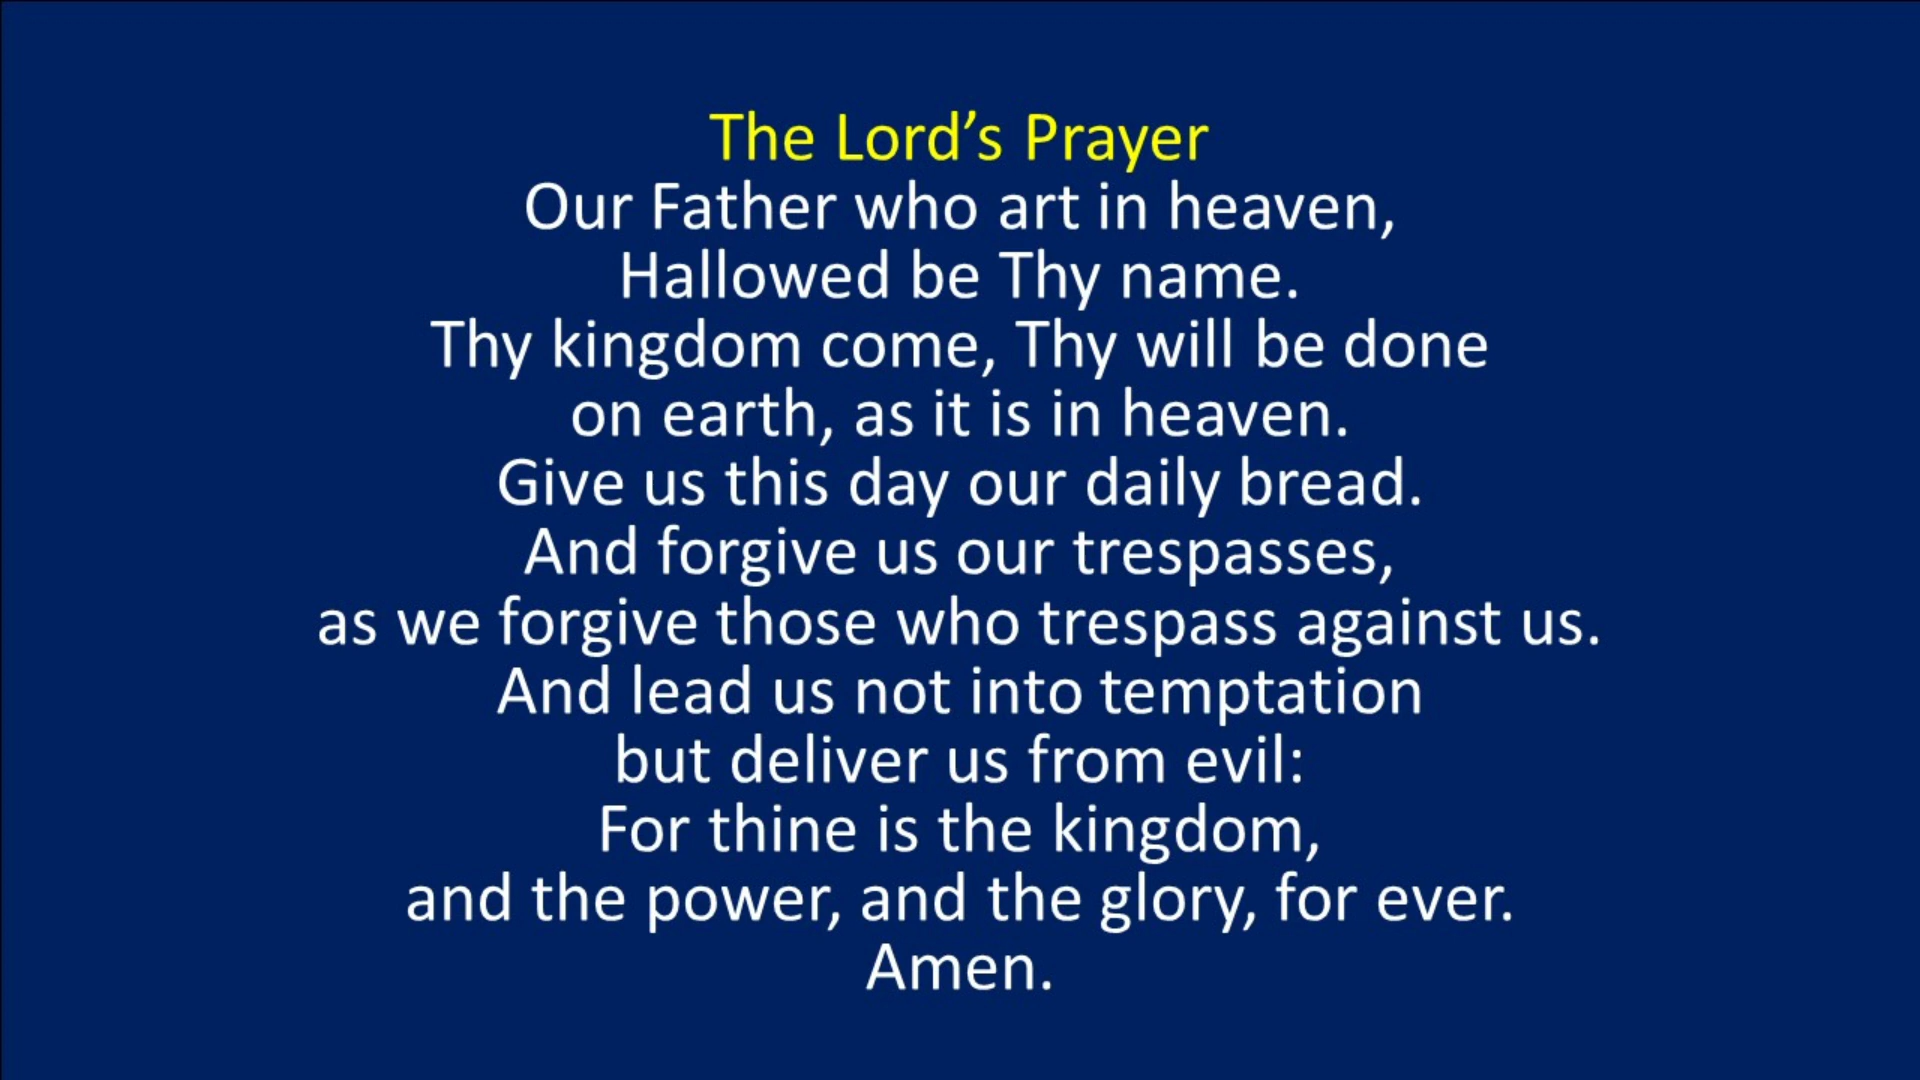 The Lord’s Prayer
Our Father who art in heaven,
Hallowed be Thy name.
Thy kingdom come, Thy will be done
on earth, as it is in heaven.
Give us this day our daily bread.
And forgive us our trespasses,
as we forgive those who trespass against us.
And lead us not into temptation
but deliver us from evil:
For thine is the kingdom,
and the power, and the glory, for ever.
Amen.